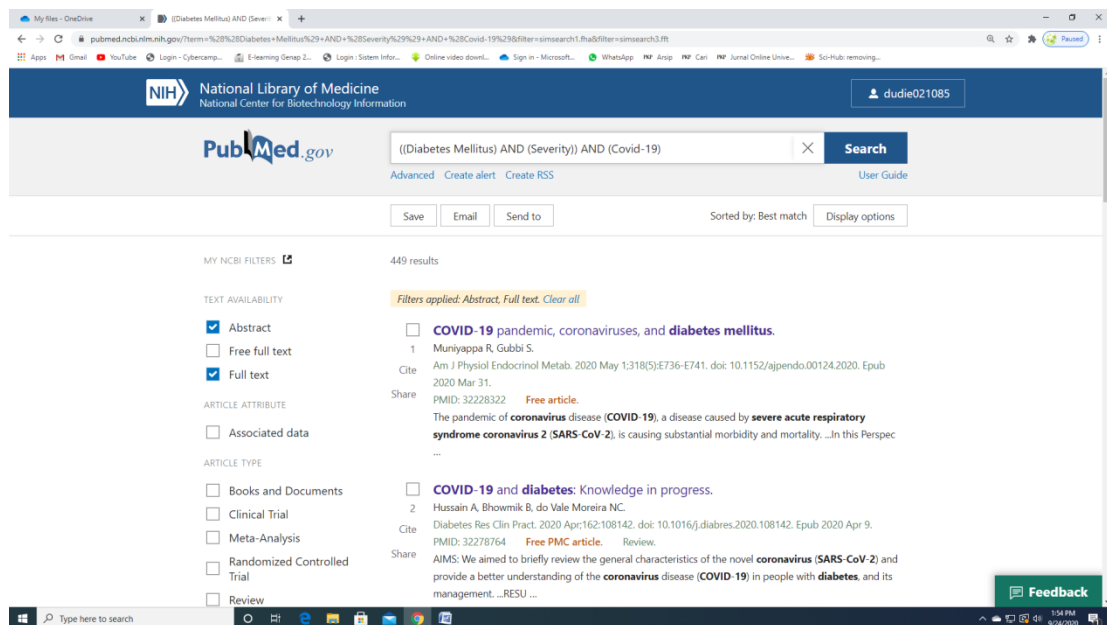 My files - OneDrive
((Diabetes Mellitus) AND (Severi
pubmed.ncbi.nlm.nih.gov/?term=%28%28Diabetes+Mellitus%29+AND+%28Severity%29%29+AND+%28Covid-19%29&filter=simsearch1.fha&filter=simsearch3.fft
Paused
Apps Gmail YouTube Login - Cybercamp... E-learning Genap 2... Login : Sistem Infor... Online video downl... Sign in - Microsoft... WhatsApp PKP Arsip PKP Cari PKP Jurnal Online Unive... Sci-Hub: removing...
NIH National Library of Medicine
National Center for Biotechnology Information
dudie021085
PubMed.gov
((Diabetes Mellitus) AND (Severity)) AND (Covid-19)
Search
Advanced Create alert Create RSS
User Guide
Save Email Send to
Sorted by: Best match Display options
MY NCBI FILTERS
449 results
TEXT AVAILABILITY
Abstract
Free full text
Full text
ARTICLE ATTRIBUTE
Associated data
ARTICLE TYPE
Books and Documents
Clinical Trial
Meta-Analysis
Randomized Controlled
Trial
Review
Filters applied: Abstract, Full text. Clear all
COVID-19 pandemic, coronaviruses, and diabetes mellitus.
1
Cite
Share
Muniyappa R, Gubbi S.
Am J Physiol Endocrinol Metab. 2020 May 1;318(5):E736-E741. doi: 10.1152/ajpendo.00124.2020. Epub
2020 Mar 31.
PMID: 32228322 Free article.
The pandemic of coronavirus disease (COVID-19), a disease caused by severe acute respiratory
syndrome coronavirus 2 (SARS-CoV-2), is causing substantial morbidity and mortality. ...In this Perspec
...
COVID-19 and diabetes: Knowledge in progress.
2
Cite
Share
Hussain A, Bhowmik B, do Vale Moreira NC.
Diabetes Res Clin Pract. 2020 Apr;162:108142. doi: 10.1016/j.diabres.2020.108142. Epub 2020 Apr 9.
PMID: 32278764 Free PMC article. Review.
AIMS: We aimed to briefly review the general characteristics of the novel coronavirus (SARS-CoV-2) and
provide a better understanding of the coronavirus disease (COVID-19) in people with diabetes, and its
management. ...RESU ...
Feedback
Type here to search
1:54 PM
9/24/2020